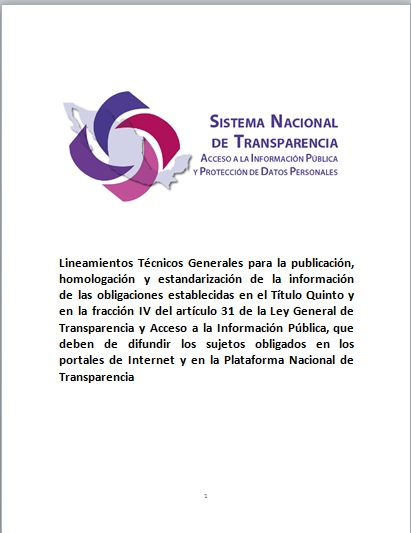 SISTEMA NACIONAL
DE TRANSPARENCIA
ACCESO A LA INFORMACIÓN PÚBLICA
Y PROTECCIÓN DE DATOS PERSONALES
Lineamientos Técnicos Generales para la publicación,
homologación y estandarización de la información
de las obligaciones establecidas en el Título Quinto y
en la fracción IV del artículo 31 de la Ley General de
Transparencia y Acceso a la Información Pública, que
deben de difundir los sujetos obligados en los
portales de Internet y en la Plataforma Nacional de
Transparencia
1